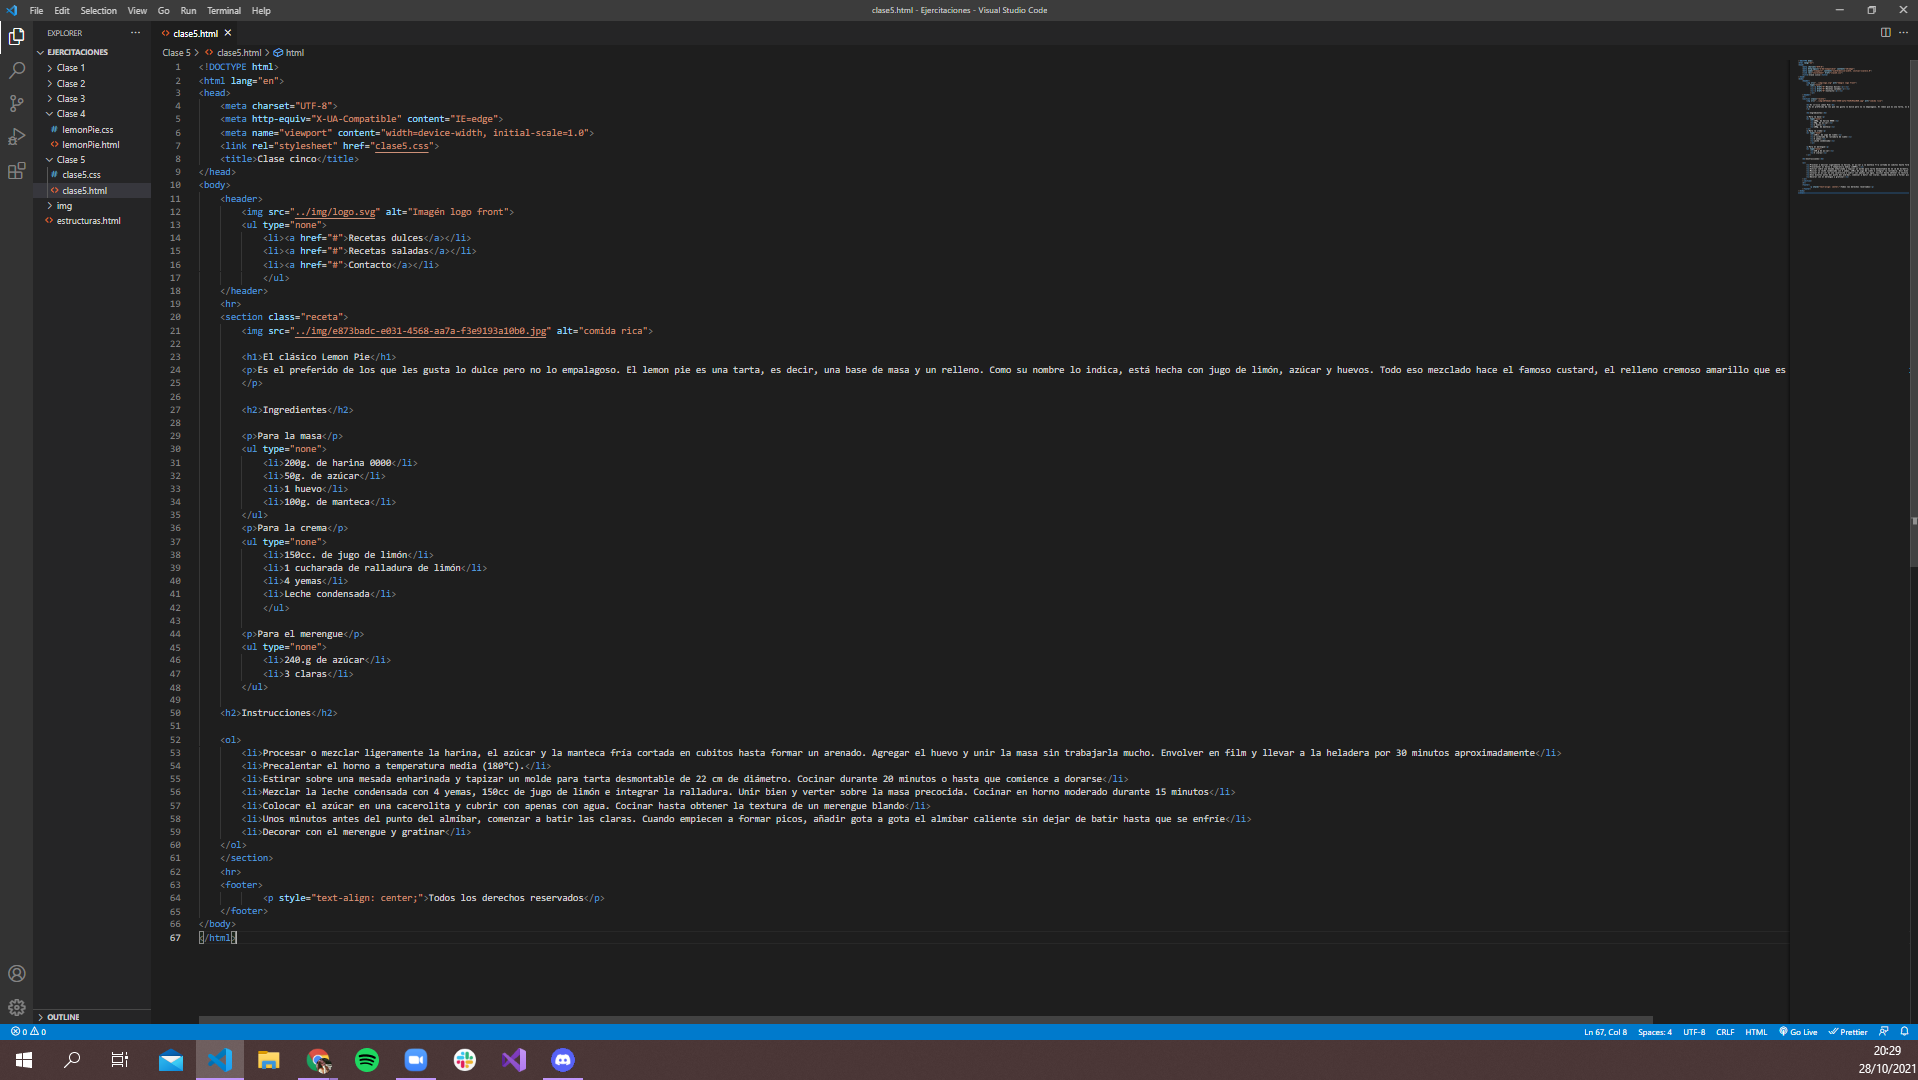 File Edit Selection View Go Run Terminal Help
clase5.html - Ejercitaciones - Visual Studio Code
EXPLORER
EJERCITACIONES
Clase 1
Clase 2
Clase 3
Clase 4
# lemonPie.css
<> lemonPie.html
Clase 5
# clase5.css
<> clase5.html
img
<> estructuras.html
OUTLINE
<> clase5.html
Clase 5 > <> clase5.html > html
1 <!DOCTYPE html>
2 <html lang="en">
3 <head>
4 <meta charset="UTF-8">
5 <meta http-equiv="X-UA-Compatible" content="IE=edge">
6 <meta name="viewport" content="width=device-width, initial-scale=1.0">
7 <link rel="stylesheet" href="clase5.css">
8 <title>Clase cinco</title>
9 </head>
10 <body>
11 <header>
12 <img src="../img/logo.svg" alt="Imagén logo front">
13 <ul type="none">
14 <li><a href="#">Recetas dulces</a></li>
15 <li><a href="#">Recetas saladas</a></li>
16 <li><a href="#">Contacto</a></li>
17 </ul>
18 </header>
19 <hr>
20 <section class="receta">
21 <img src="../img/e873badc-e031-4568-aa7a-f3e9193a10b0.jpg" alt="comida rica">
22
23 <h1>El clásico Lemon Pie</h1>
24 <p>Es el preferido de los que les gusta lo dulce pero no lo empalagoso. El lemon pie es una tarta, es decir, una base de masa y un relleno. Como su nombre lo indica, está hecha con jugo de limón, azúcar y huevos. Todo eso mezclado hace el famoso custard, el relleno cremoso amarillo que es
25 </p>
26
27 <h2>Ingredientes</h2>
28
29 <p>Para la masa</p>
30 <ul type="none">
31 <li>200g. de harina 0000</li>
32 <li>50g. de azúcar</li>
33 <li>1 huevo</li>
34 <li>100g. de manteca</li>
35 </ul>
36 <p>Para la crema</p>
37 <ul type="none">
38 <li>150cc. de jugo de limón</li>
39 <li>1 cucharada de ralladura de limón</li>
40 <li>4 yemas</li>
41 <li>Leche condensada</li>
42 </ul>
43
44 <p>Para el merengue</p>
45 <ul type="none">
46 <li>240.g de azúcar</li>
47 <li>3 claras</li>
48 </ul>
49
50 <h2>Instrucciones</h2>
51
52 <ol>
53 <li>Procesar o mezclar ligeramente la harina, el azúcar y la manteca fría cortada en cubitos hasta formar un arenado. Agregar el huevo y unir la masa sin trabajarla mucho. Envolver en film y llevar a la heladera por 30 minutos aproximadamente</li>
54 <li>Precalentar el horno a temperatura media (180°C).</li>
55 <li>Estirar sobre una mesada enharinada y tapizar un molde para tarta desmontable de 22 cm de diámetro. Cocinar durante 20 minutos o hasta que comience a dorarse</li>
56 <li>Mezclar la leche condensada con 4 yemas, 150cc de jugo de limón e integrar la ralladura. Unir bien y verter sobre la masa precocida. Cocinar en horno moderado durante 15 minutos</li>
57 <li>Colocar el azúcar en una cacerolita y cubrir con apenas con agua. Cocinar hasta obtener la textura de un merengue blando</li>
58 <li>Unos minutos antes del punto del almíbar, comenzar a batir las claras. Cuando empiecen a formar picos, añadir gota a gota el almíbar caliente sin dejar de batir hasta que se enfríe</li>
59 <li>Decorar con el merengue y gratinar</li>
60 </ol>
61 </section>
62 <hr>
63 <footer>
64 <p style="text-align: center;">Todos los derechos reservados</p>
65 </footer>
66 </body>
67 </html>
0 0
Ln 67, Col 8 Spaces: 4 UTF-8 CRLF HTML Go Live Prettier
20:29
28/10/2021